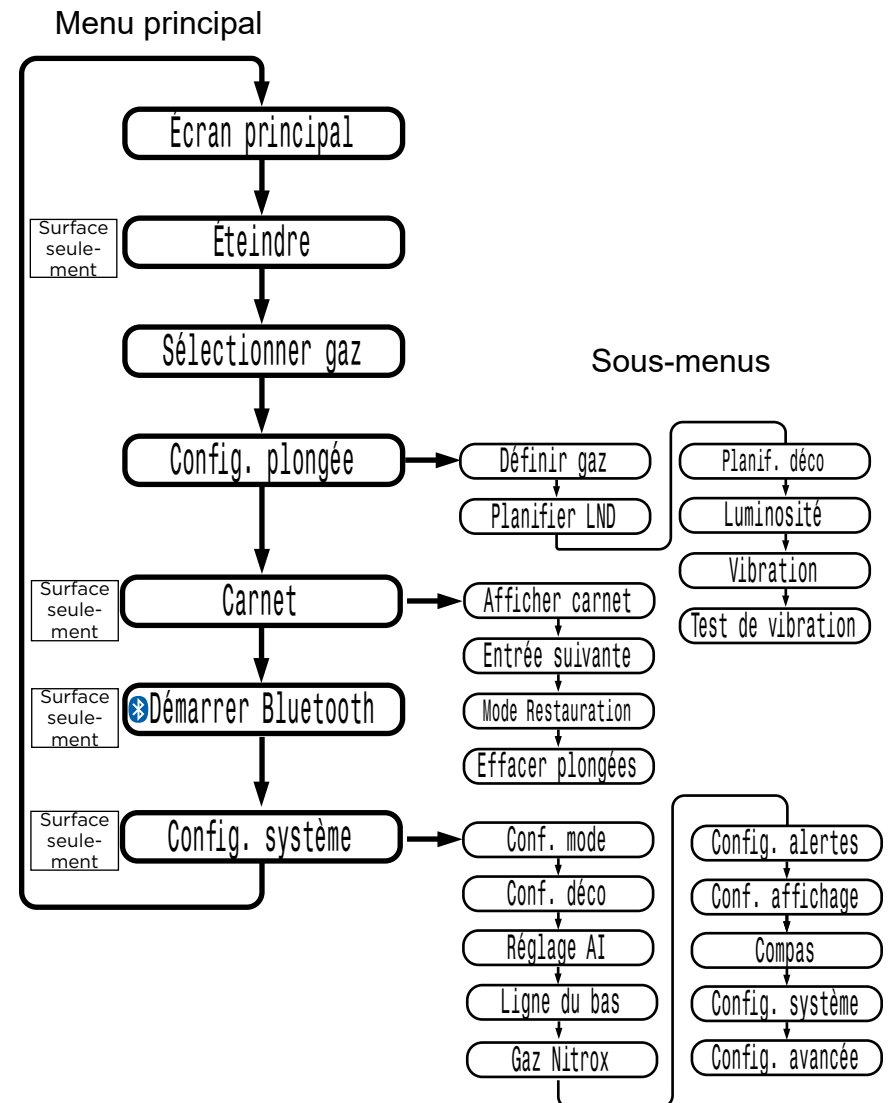 Menu principal
Écran principal
Surface
seule-
ment
Éteindre
Sélectionner gaz
Sous-menus
Config. plongée
Définir gaz
Planifier LND
Planif. déco
Luminosité
Vibration
Test de vibration
Surface
seule-
ment
Carnet
Afficher carnet
Entrée suivante
Mode Restauration
Effacer plongées
Surface
seule-
ment
Démarrer Bluetooth
Surface
seule-
ment
Config. système
Conf. mode
Conf. déco
Réglage AI
Ligne du bas
Gaz Nitrox
Config. alertes
Conf. affichage
Compas
Config. système
Config. avancée